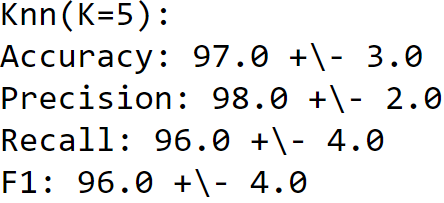 Knn(K=5):
Accuracy: 97.0 +\- 3.0
Precision: 98.0 +\- 2.0
Recall: 96.0 +\- 4.0
F1: 96.0 +\- 4.0